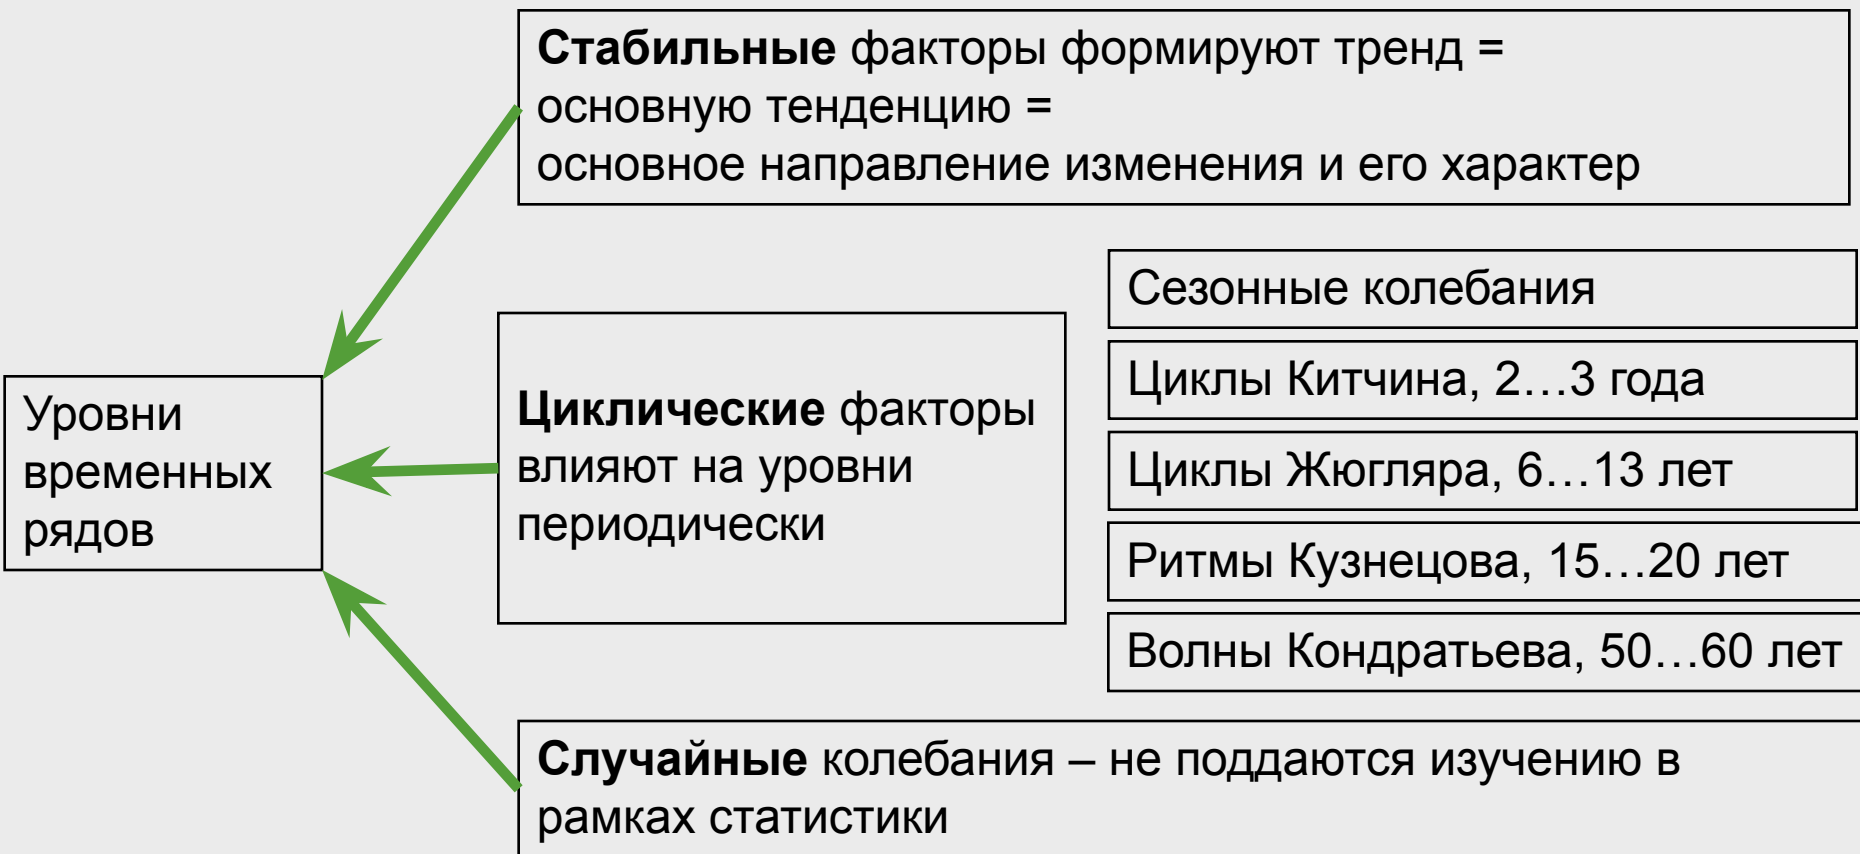 Стабильные факторы формируют тренд =
основную тенденцию =
основное направление изменения и его характер
Уровни
временных
рядов
Циклические факторы
влияют на уровни
периодически
Сезонные колебания
Циклы Китчина, 2…3 года
Циклы Жюгляра, 6…13 лет
Ритмы Кузнецова, 15…20 лет
Волны Кондратьева, 50…60 лет
Случайные колебания – не поддаются изучению в
рамках статистики